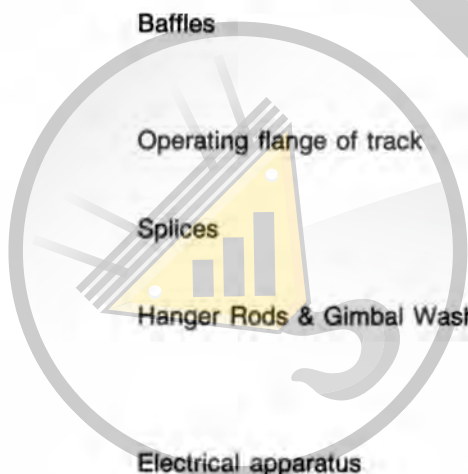 Baffles
Operating flange of track
Splices
Hanger Rods & Gimbal Wash
Electrical apparatus